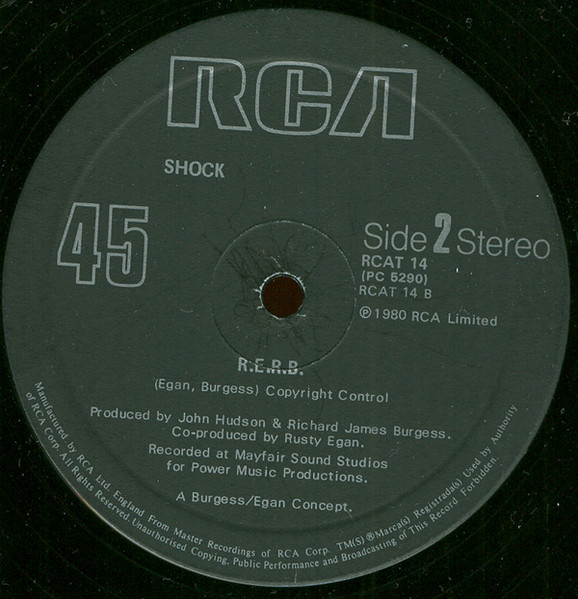 RCA
SHOCK
45
Side 2 Stereo
RCAT 14
(PC 5290)
RCAT 14 B
℗1980 RCA Limited
R.E.R.B.
(Egan, Burgess) Copyright Control
Produced by John Hudson & Richard James Burgess.
Co-produced by Rusty Egan.
Recorded at Mayfair Sound Studios
for Power Music Productions.
A Burgess/Egan Concept.
Manufactured by RCA Ltd. England From Master Recordings of RCA Corp. TM(S) ®Marca(s) Registrada(s) Used by Authority
of RCA Corp. All Rights Reserved. Unauthorised Copying, Public Performance and Broadcasting of This Record Forbidden.